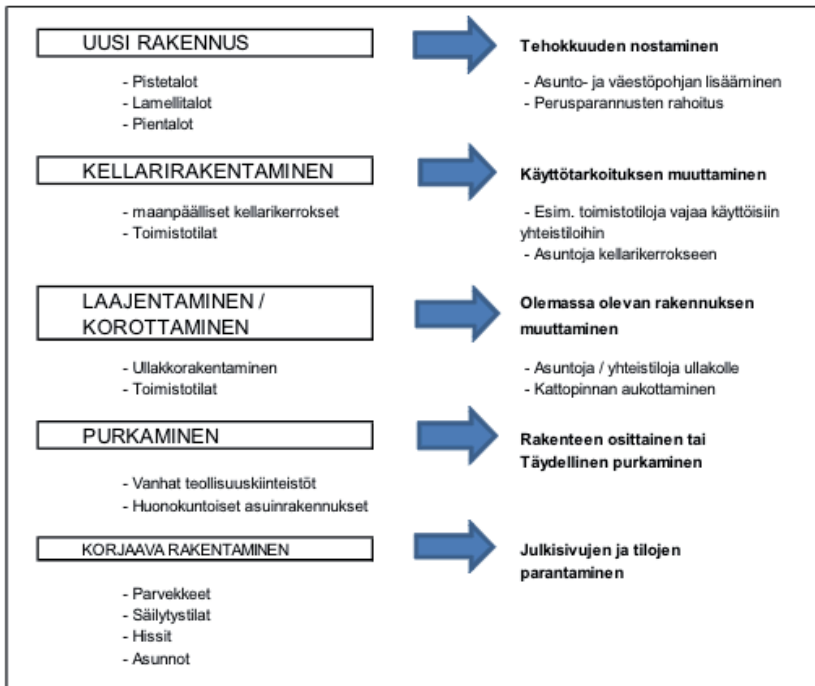 UUSI RAKENNUS
- Pistetalot
- Lamellitalot
- Pientalot
Tehokkuuden nostaminen
- Asunto- ja väestöpohjan lisääminen
- Perusparannusten rahoitus
KELLARIRAKENTAMINEN
- maanpäälliset kellarikerrokset
- Toimistotilat
Käyttötarkoituksen muuttaminen
- Esim. toimistotiloja vajaa käyttöisiin
yhteistiloihin
- Asuntoja kellarikerrokseen
LAAJENTAMINEN /
KOROTTAMINEN
- Ullakkorakentaminen
- Toimistotilat
Olemassa olevan rakennuksen
muuttaminen
- Asuntoja / yhteistiloja ullakolle
- Kattopinnan aukottaminen
PURKAMINEN
- Vanhat teollisuuskiinteistöt
- Huonokuntoiset asuinrakennukset
Rakenteen osittainen tai
Täydellinen purkaminen
KORJAAVA RAKENTAMINEN
- Parvekkeet
- Säilytystilat
- Hissit
- Asunnot
Julkisivujen ja tilojen
parantaminen